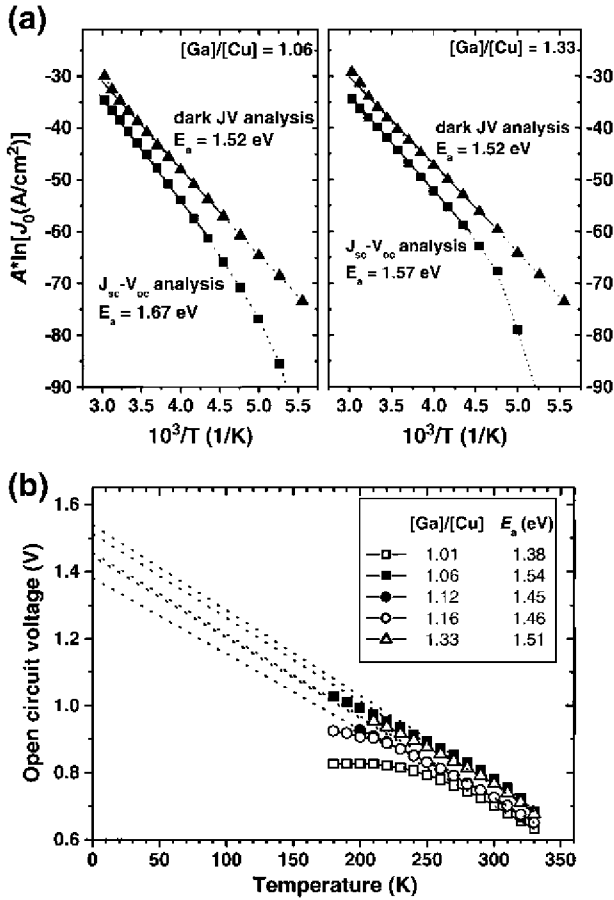 (a)
[Ga]/[Cu] = 1.06
[Ga]/[Cu] = 1.33
A*ln[J₀(A/cm²)]
-30
-40
-50
-60
-70
-80
-90
dark JV analysis
Eₐ = 1.52 eV
J_sc-V_oc analysis
Eₐ = 1.67 eV
dark JV analysis
Eₐ = 1.52 eV
J_sc-V_oc analysis
Eₐ = 1.57 eV
-30
-40
-50
-60
-70
-80
-90
3.0 3.5 4.0 4.5 5.0 5.5
3.0 3.5 4.0 4.5 5.0 5.5
10³/T (1/K)
10³/T (1/K)
(b)
Open circuit voltage (V)
1.6
1.4
1.2
1.0
0.8
0.6
[Ga]/[Cu] Eₐ (eV)
1.01 1.38
1.06 1.54
1.12 1.45
1.16 1.46
1.33 1.51
0 50 100 150 200 250 300 350
Temperature (K)